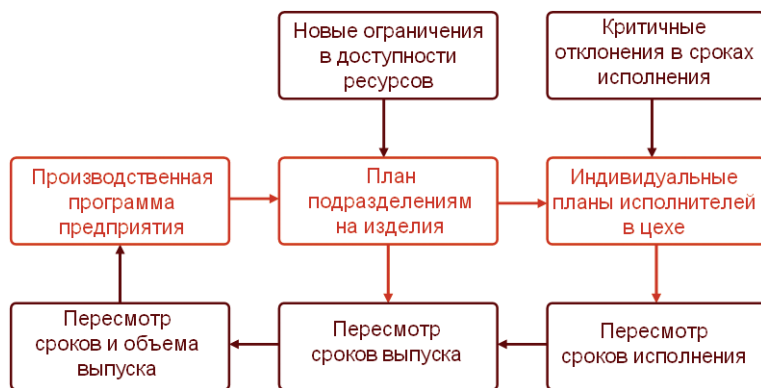 Новые ограничения
в доступности
ресурсов
Критичные
отклонения в сроках
исполнения
Производственная
программа
предприятия
План
подразделениям
на изделия
Индивидуальные
планы исполнителей
в цехе
Пересмотр
сроков и объема
выпуска
Пересмотр
сроков выпуска
Пересмотр
сроков исполнения